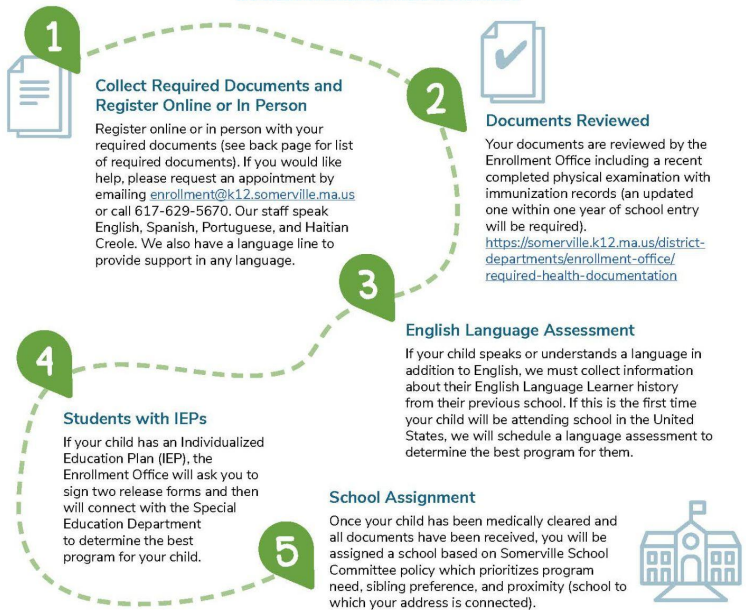 1
Collect Required Documents and
Register Online or In Person
Register online or in person with your
required documents (see back page for list
of required documents). If you would like
help, please request an appointment by
emailing enrollment@k12.somerville.ma.us
or call 617-629-5670. Our staff speak
English, Spanish, Portuguese, and Haitian
Creole. We also have a language line to
provide support in any language.
2
Documents Reviewed
Your documents are reviewed by the
Enrollment Office including a recent
completed physical examination with
immunization records (an updated
one within one year of school entry
will be required).
https://somerville.k12.ma.us/district-
departments/enrollment-office/
required-health-documentation
3
English Language Assessment
If your child speaks or understands a language in
addition to English, we must collect information
about their English Language Learner history
from their previous school. If this is the first time
your child will be attending school in the United
States, we will schedule a language assessment to
determine the best program for them.
4
Students with IEPs
If your child has an Individualized
Education Plan (IEP), the
Enrollment Office will ask you to
sign two release forms and then
will connect with the Special
Education Department
to determine the best
program for your child.
5
School Assignment
Once your child has been medically cleared and
all documents have been received, you will be
assigned a school based on Somerville School
Committee policy which prioritizes program
need, sibling preference, and proximity (school to
which your address is connected).